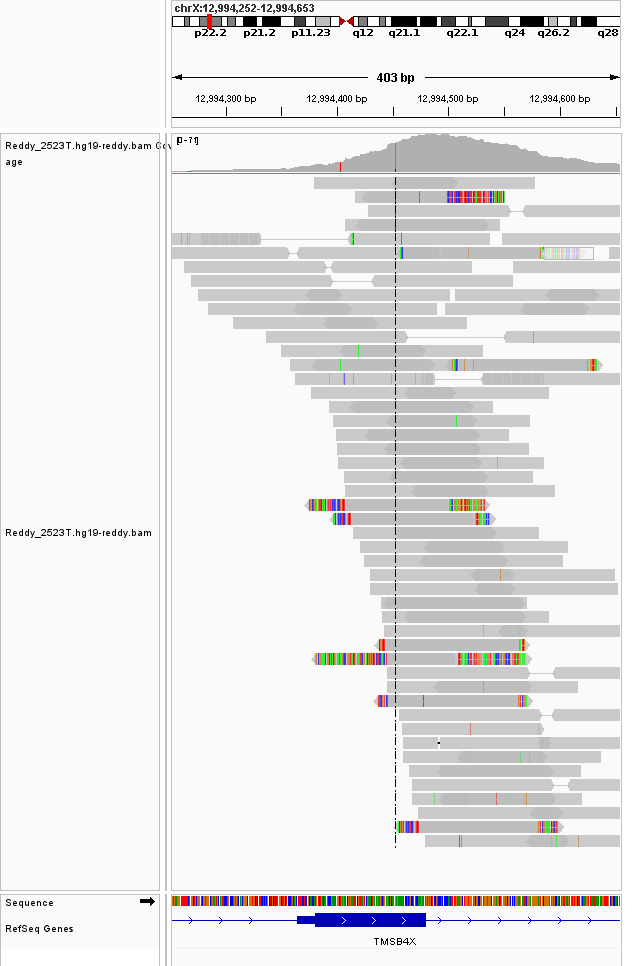 chrX:12,994,252-12,994,653
p22.2 p21.2 p11.23 q12 q21.1 q22.1 q24 q26.2 q28
403 bp
12,994,300 bp 12,994,400 bp 12,994,500 bp 12,994,600 bp
[0-71]
Reddy_2523T.hg19-reddy.bam Cov
age
Reddy_2523T.hg19-reddy.bam
Sequence
RefSeq Genes
TMSB4X